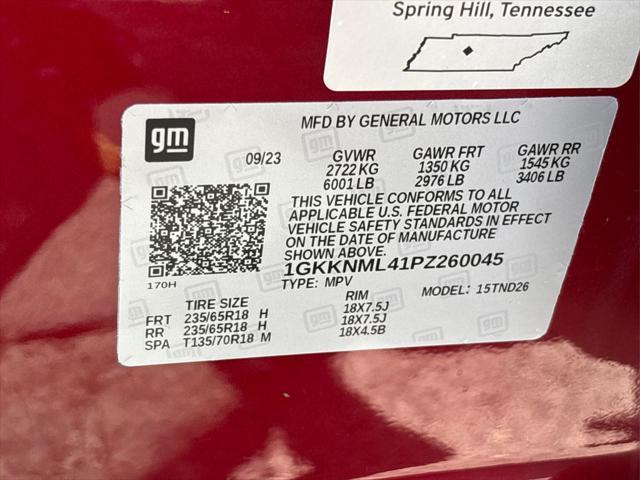 Spring Hill, Tennessee
gm
MFD BY GENERAL MOTORS LLC
09/23 GVWR GAWR FRT GAWR RR
2722 KG 1350 KG 1545 KG
6001 LB 2976 LB 3406 LB
THIS VEHICLE CONFORMS TO ALL
APPLICABLE U.S. FEDERAL MOTOR
VEHICLE SAFETY STANDARDS IN EFFECT
ON THE DATE OF MANUFACTURE
SHOWN ABOVE.
1GKKNML41PZ260045
170H
TYPE: MPV MODEL: 15TND26
TIRE SIZE RIM
FRT 235/65R18 H 18X7.5J
RR 235/65R18 H 18X7.5J
SPA T135/70R18 M 18X4.5B